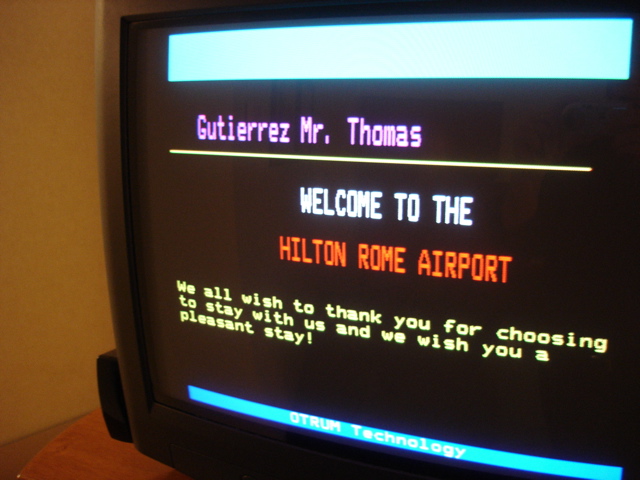 Gutierrez Mr. Thomas
WELCOME TO THE
HILTON ROME AIRPORT
We all wish to thank you for choosing
to stay with us and we wish you a
pleasant stay!
OTRUM Technology